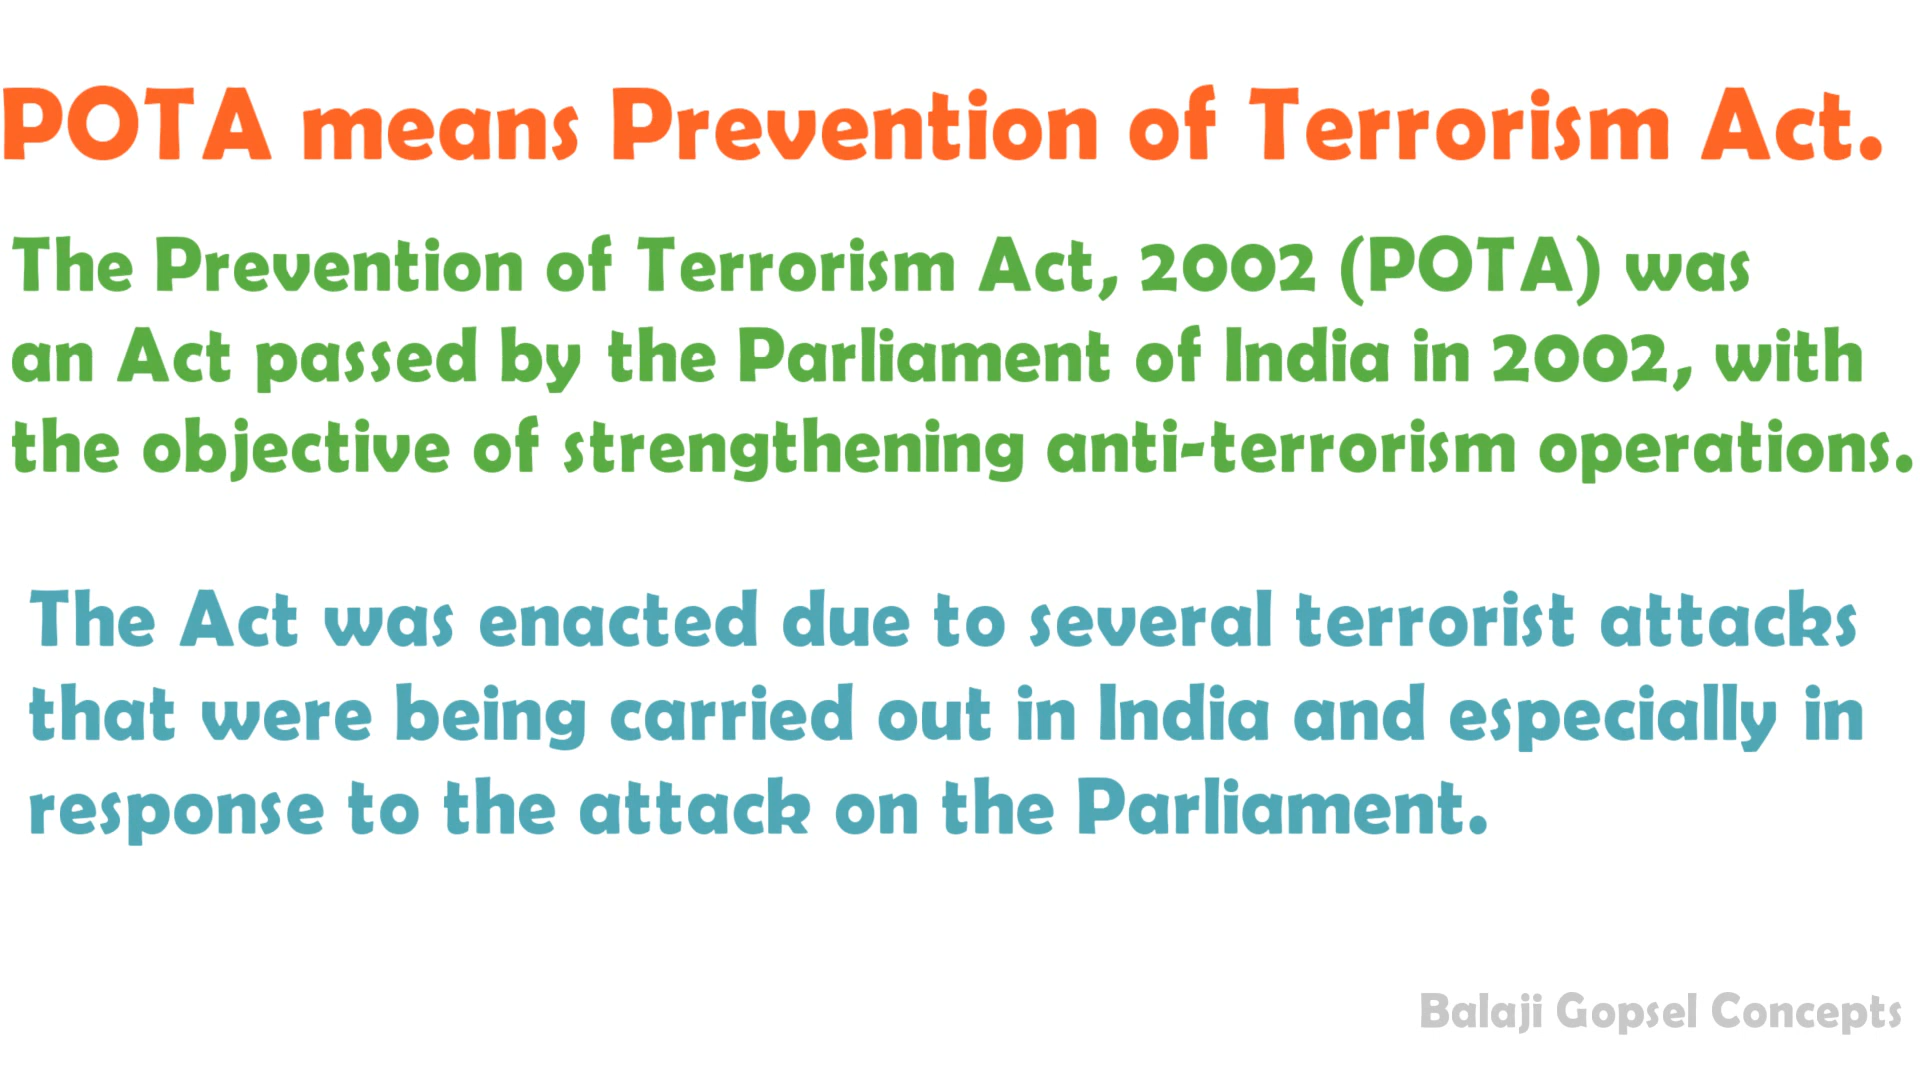 POTA means Prevention of Terrorism Act.
The Prevention of Terrorism Act, 2002 (POTA) was
an Act passed by the Parliament of India in 2002, with
the objective of strengthening anti-terrorism operations.
The Act was enacted due to several terrorist attacks
that were being carried out in India and especially in
response to the attack on the Parliament.
Balaji Gopsel Concepts